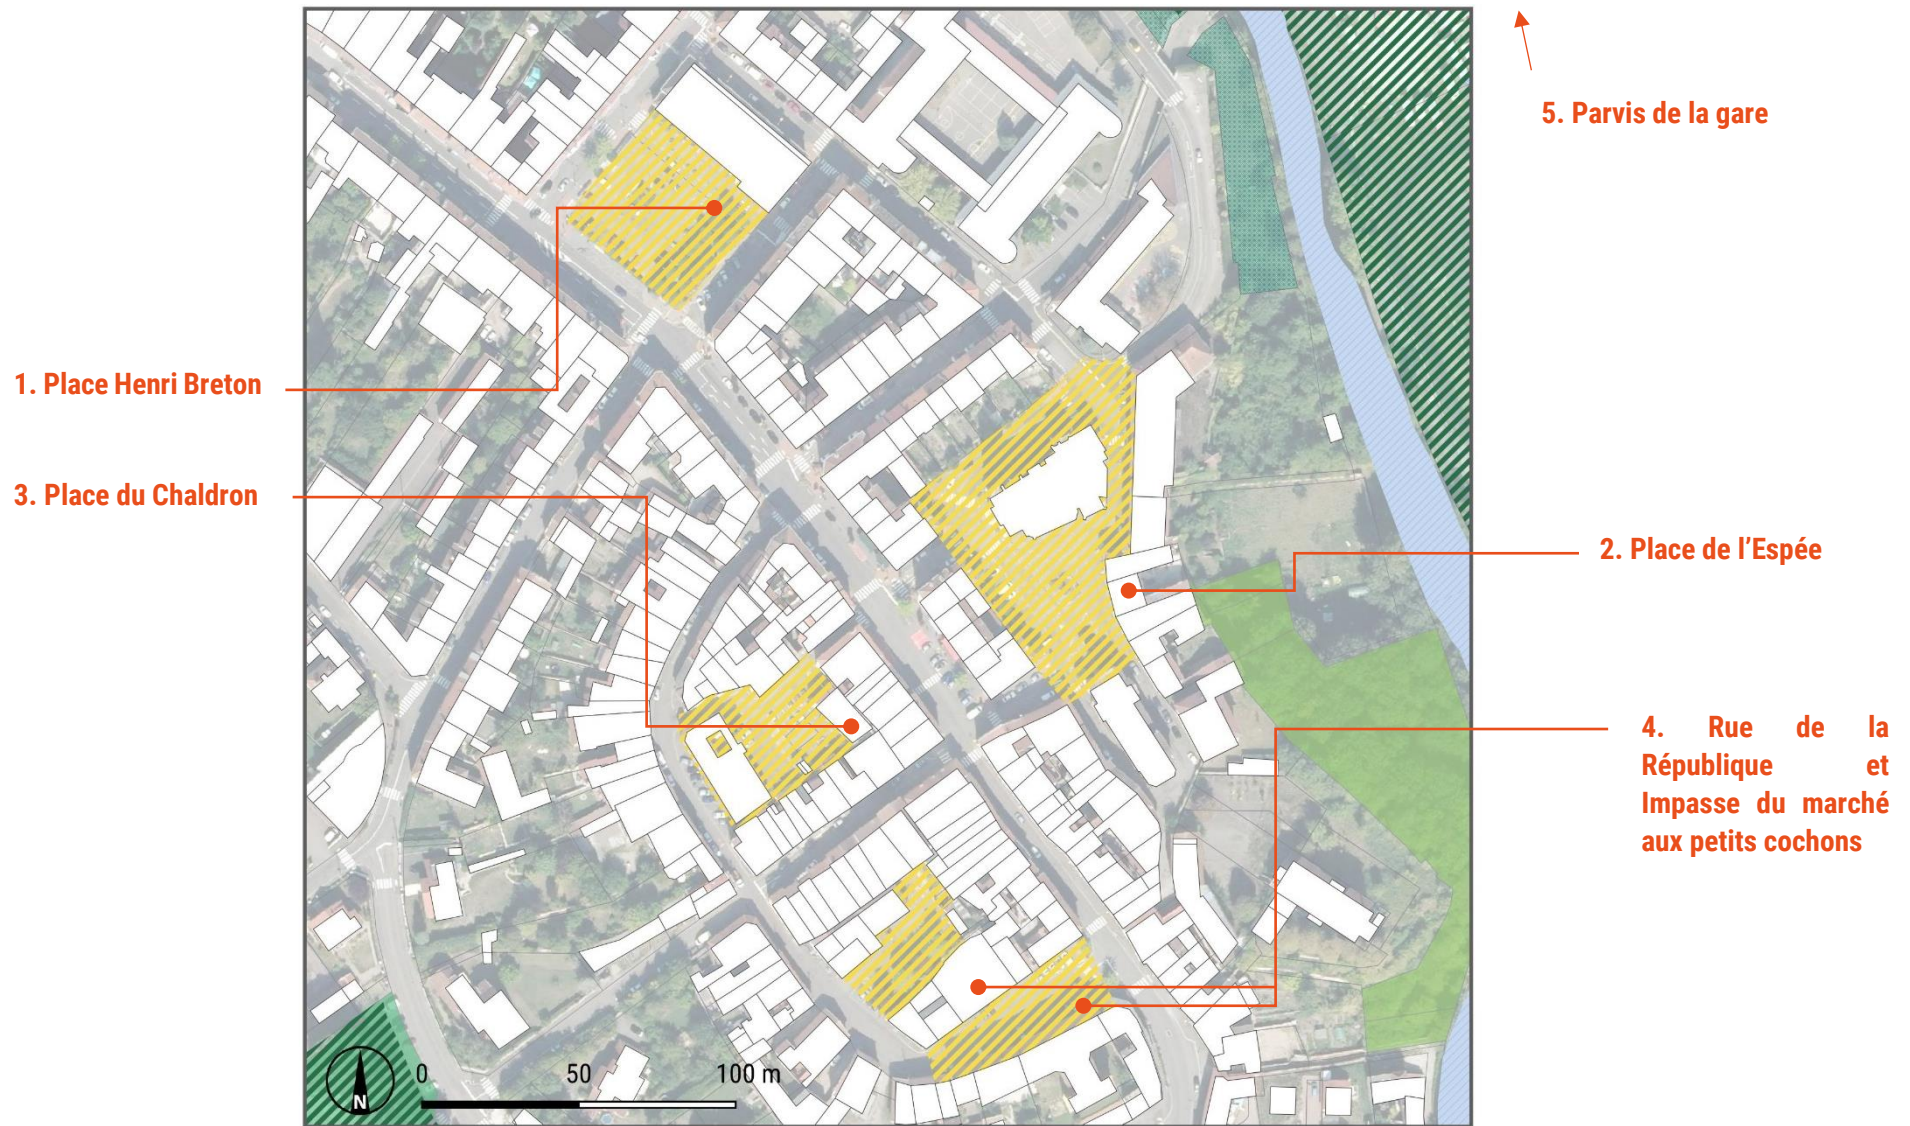 5. Parvis de la gare
1. Place Henri Breton
3. Place du Chaldron
2. Place de l'Espée
4. Rue de la
République et
Impasse du marché
aux petits cochons
0 50 100 m
N